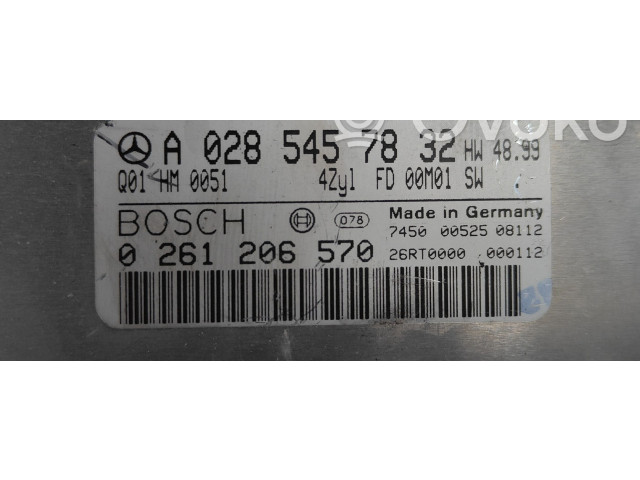 A 028 545 78 32 HW 48.99
Q01 HM 0051 4Zyl FD 00M01 SW
BOSCH 078 Made in Germany
7450 00525 08112
0 261 206 570 26RT0000 000112